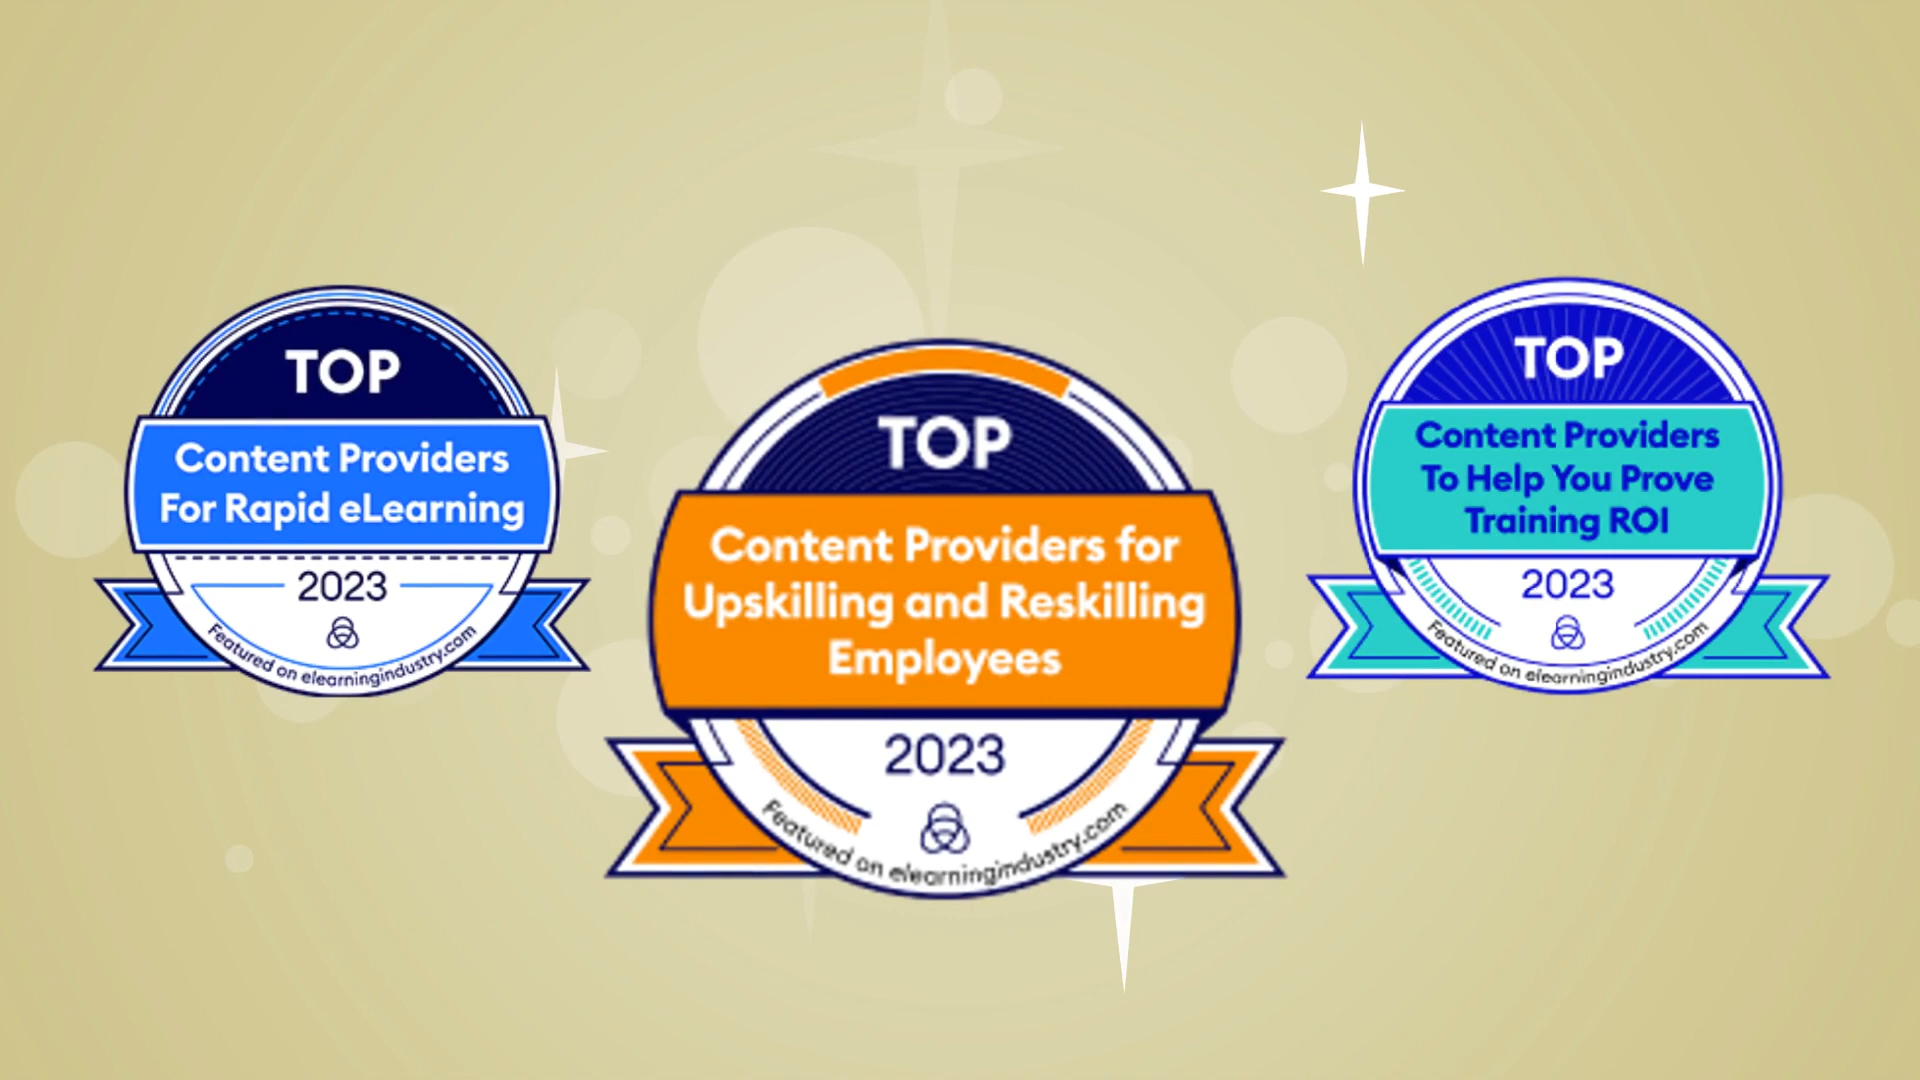 TOP
Content Providers
For Rapid eLearning
2023
Featured on elearningindustry.com
TOP
Content Providers for
Upskilling and Reskilling
Employees
2023
Featured on elearningindustry.com
TOP
Content Providers
To Help You Prove
Training ROI
2023
Featured on elearningindustry.com